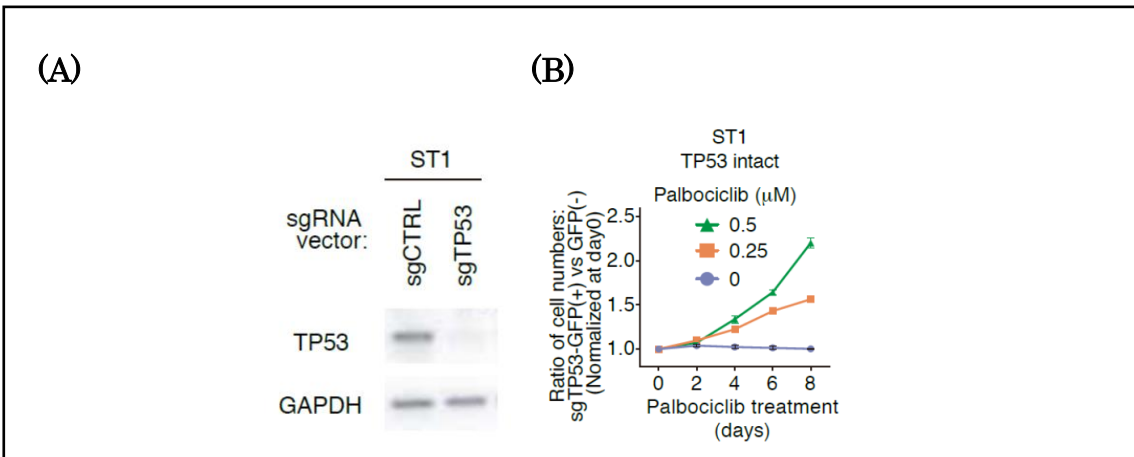 (A)
ST1
sgRNA
vector:
sgCTRL
sgTP53
TP53
GAPDH
(B)
ST1
TP53 intact
Palbociclib (μM)
0.5
0.25
0
Ratio of cell numbers:
sgTP53-GFP(+) vs GFP(-)
(Normalized at day0)
2.5
2.0
1.5
1.0
0 2 4 6 8
Palbociclib treatment
(days)